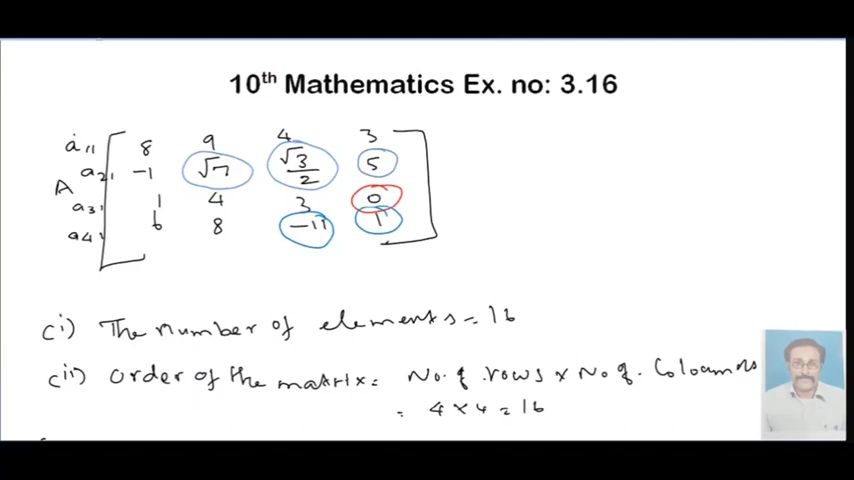 10th Mathematics Ex. no: 3.16
a11 8 9 4 3
a21 -1 √7 √3/2 5
A
a31 1 4 3 0
a41 6 8 -11 1
(i) The number of elements = 16
(ii) Order of the matrix = No. of rows x No of. Coloumns
= 4 x 4 = 16